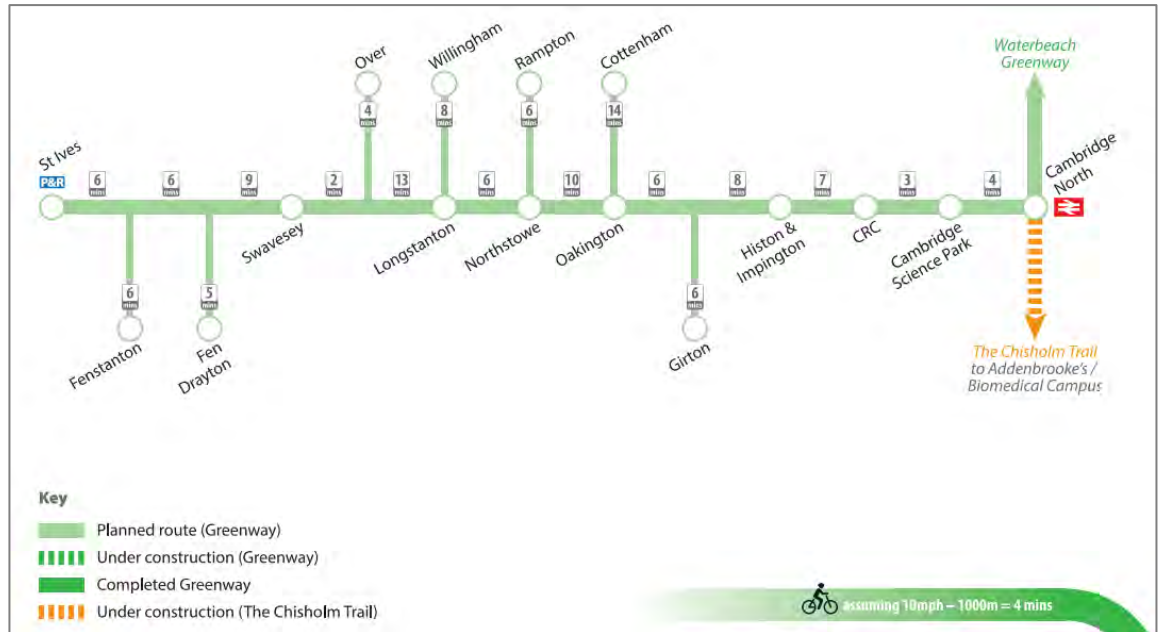 Over
Willingham
Rampton
Cottenham
Waterbeach
Greenway
4
mins
8
mins
6
mins
14
mins
St Ives
P&R
6
mins
6
mins
9
mins
2
mins
13
mins
6
mins
10
mins
6
mins
8
mins
7
mins
3
mins
4
mins
Cambridge
North
Swavesey
Longstanton
Northstowe
Oakington
Histon &
Impington
CRC
Cambridge
Science Park
6
mins
5
mins
6
mins
Fenstanton
Fen
Drayton
Girton
The Chisholm Trail
to Addenbrooke's /
Biomedical Campus
Key
Planned route (Greenway)
Under construction (Greenway)
Completed Greenway
Under construction (The Chisholm Trail)
assuming 10mph – 1000m = 4 mins